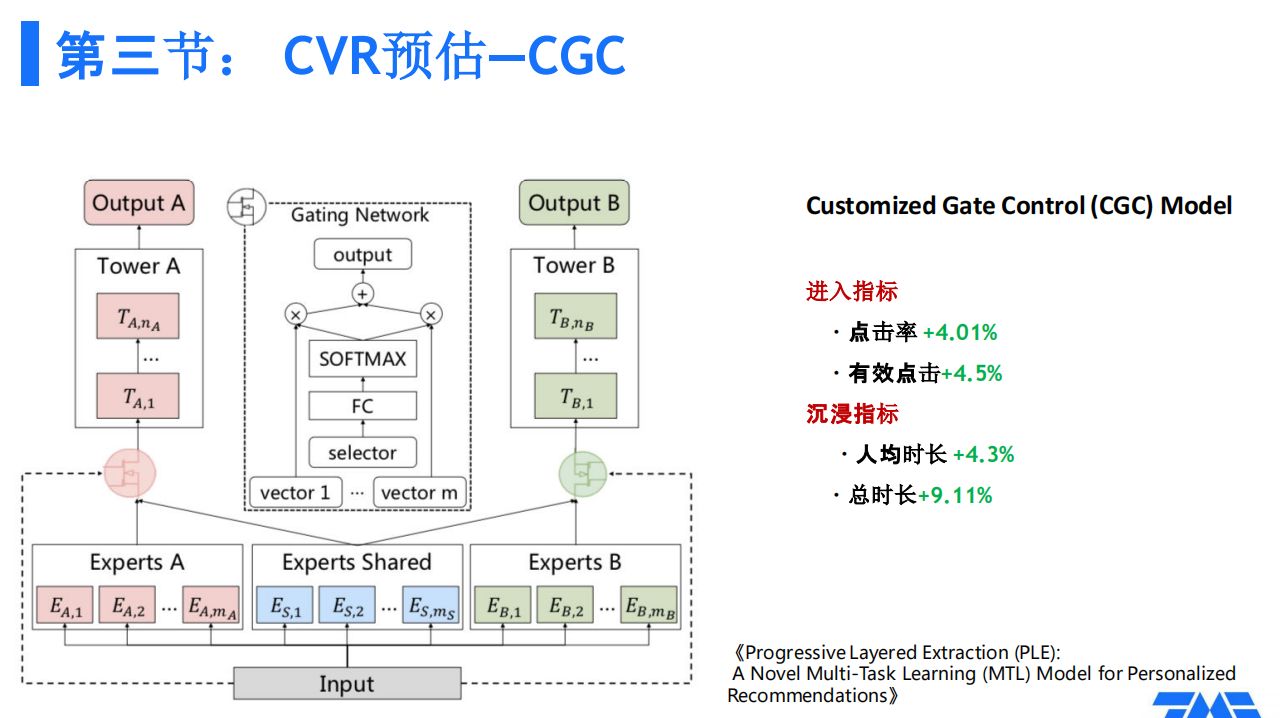 第三节： CVR预估—CGC
Output A
Gating Network
Output B
output
Tower A
Tower B
+
×
×
T_{A,n_A}
T_{B,n_B}
...
...
SOFTMAX
T_{A,1}
T_{B,1}
FC
selector
vector 1 ... vector m
Experts A
Experts Shared
Experts B
E_{A,1} E_{A,2} ... E_{A,m_A}
E_{S,1} E_{S,2} ... E_{S,m_S}
E_{B,1} E_{B,2} ... E_{B,m_B}
Input
Customized Gate Control (CGC) Model
进入指标
· 点击率 +4.01%
· 有效点击+4.5%
沉浸指标
· 人均时长 +4.3%
· 总时长+9.11%
《Progressive Layered Extraction (PLE):
A Novel Multi-Task Learning (MTL) Model for Personalized
Recommendations》
TME